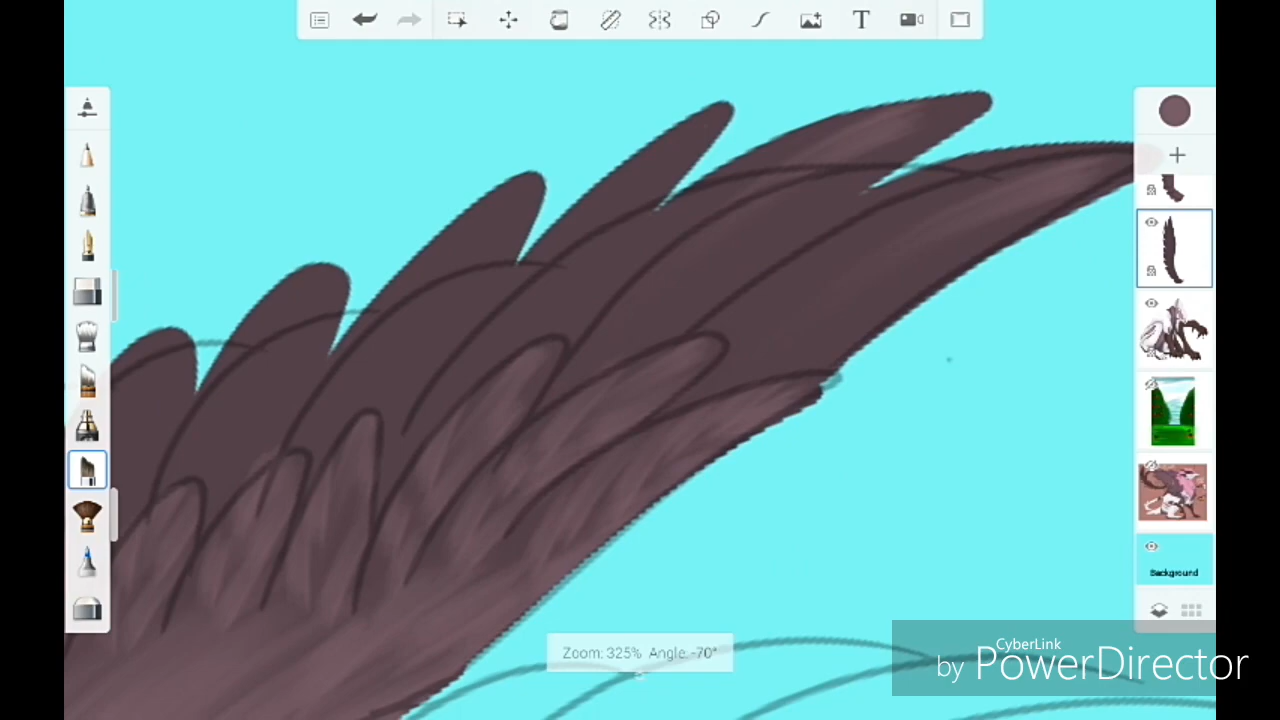 T
Background
Zoom: 325% Angle: -70°
CyberLink
by PowerDirector